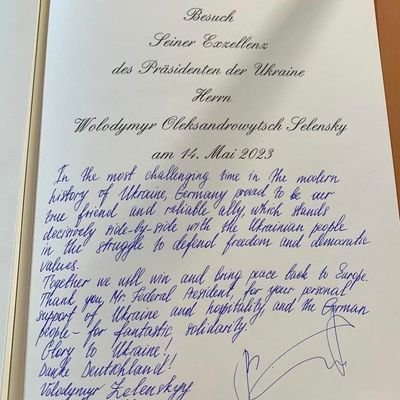 Besuch
Seiner Exzellenz
des Präsidenten der Ukraine
Herrn
Wolodymyr Oleksandrowytsch Selensky
am 14. Mai 2023
In the most challenging time in the modern
history of Ukraine, Germany proud to be our
true friend and reliable ally, which stands
decisively side-by-side with the Ukrainian people
in the struggle to defend freedom and democratic
values.
Together we will win and bring peace back to Europe.
Thank you, Mr. Federal President, for your personal
support of Ukraine and hospitality, and the German
people – for fantastic solidarity!
Glory to Ukraine!
Danke Deutschland!
Volodymyr Zelenskyy